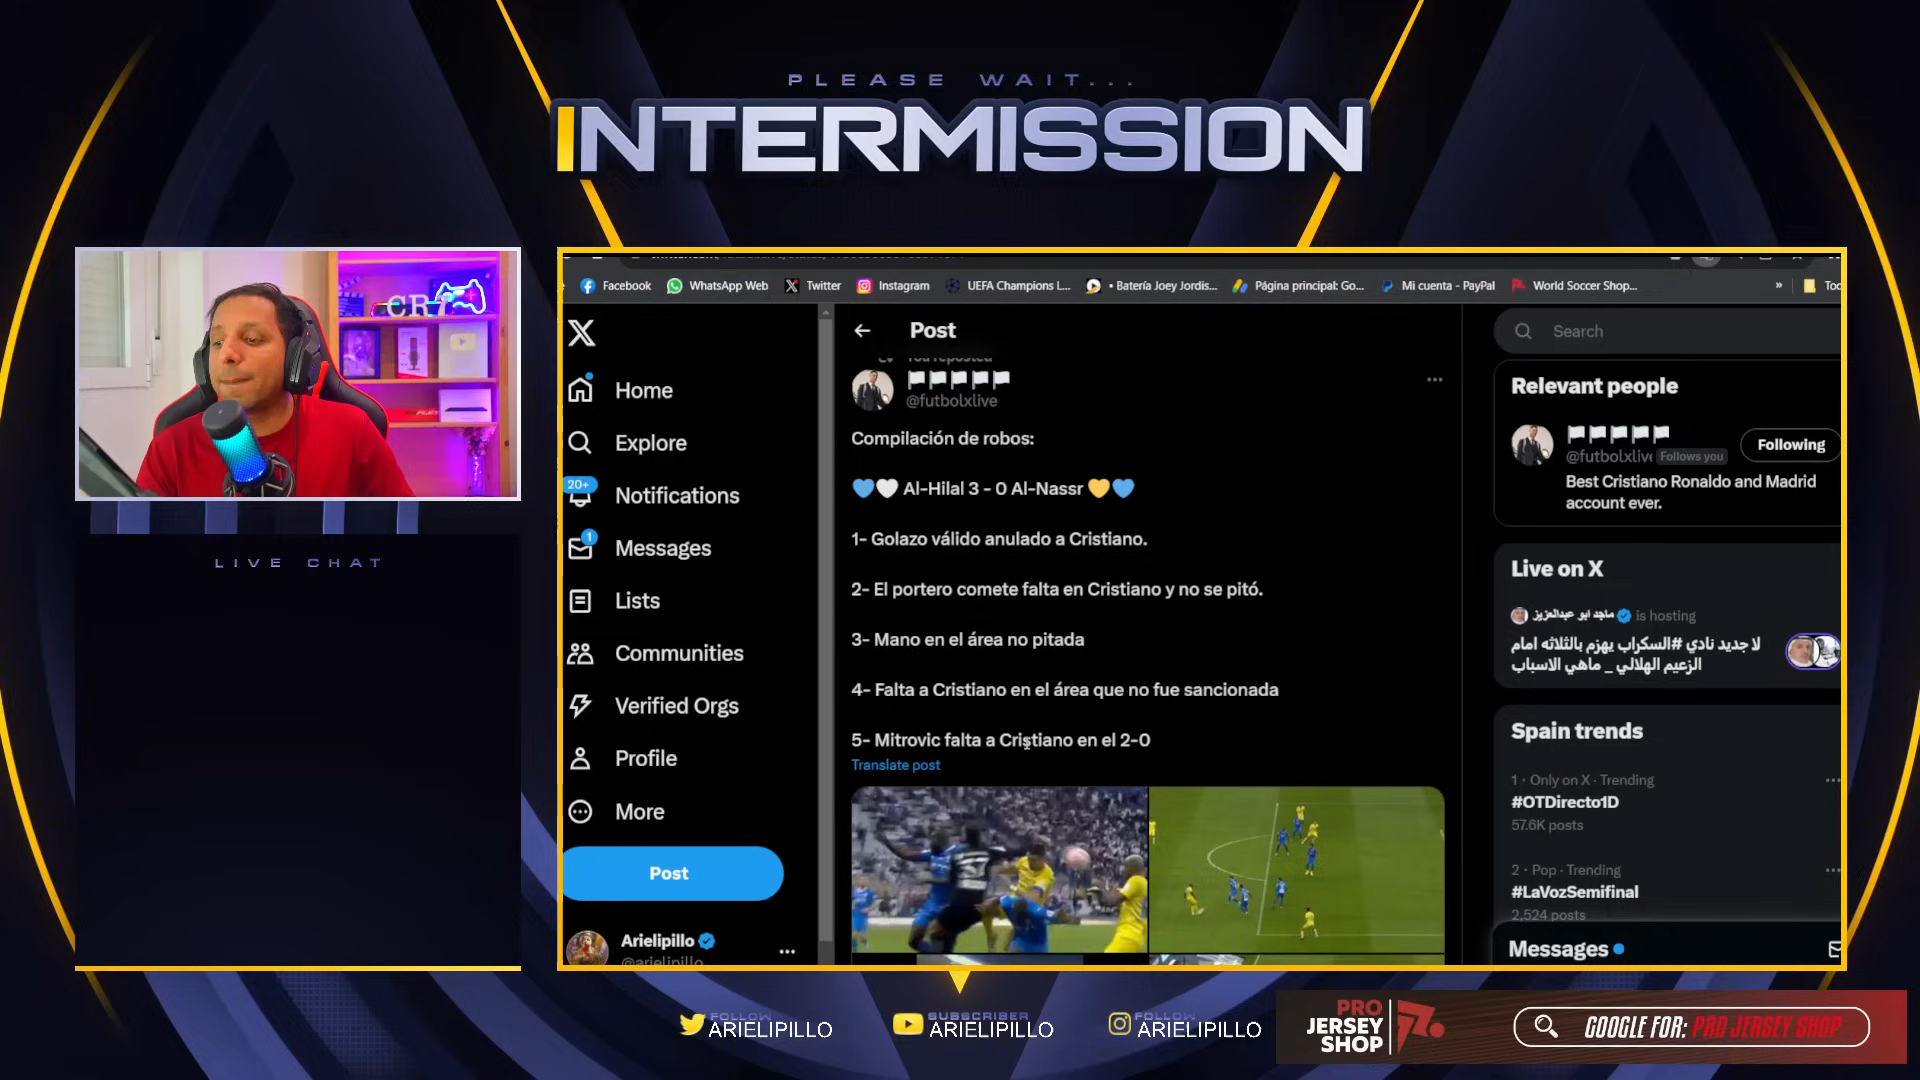 PLEASE WAIT...
INTERMISSION
CR7
LIVE CHAT
Facebook
WhatsApp Web
Twitter
Instagram
UEFA Champions L...
• Batería Joey Jordis...
Página principal: Go...
Mi cuenta - PayPal
World Soccer Shop...
»
Home
Explore
20+
Notifications
1
Messages
Lists
Communities
Verified Orgs
Profile
More
Post
Arielipillo
@arielipillo
Post
You reposted
@futbolxlive
Compilación de robos:
💙🤍 Al-Hilal 3 - 0 Al-Nassr 💛💙
1- Golazo válido anulado a Cristiano.
2- El portero comete falta en Cristiano y no se pitó.
3- Mano en el área no pitada
4- Falta a Cristiano en el área que no fue sancionada
5- Mitrovic falta a Cristiano en el 2-0
Translate post
Search
Relevant people
@futbolxliv Follows you
Following
Best Cristiano Ronaldo and Madrid
account ever.
Live on X
ماجد ابو عبدالعزيز is hosting
لا جديد نادي #السكراب يهزم بالثلاثه امام
الزعيم الهلالي _ ماهي الاسباب
Spain trends
1 · Only on X · Trending
#OTDirecto1D
57.6K posts
2 · Pop · Trending
#LaVozSemifinal
2,524 posts
Messages
FOLLOW
ARIELIPILLO
SUBSCRIBER
ARIELIPILLO
FOLLOW
ARIELIPILLO
PRO
JERSEY
SHOP
GOOGLE FOR: PRO JERSEY SHOP